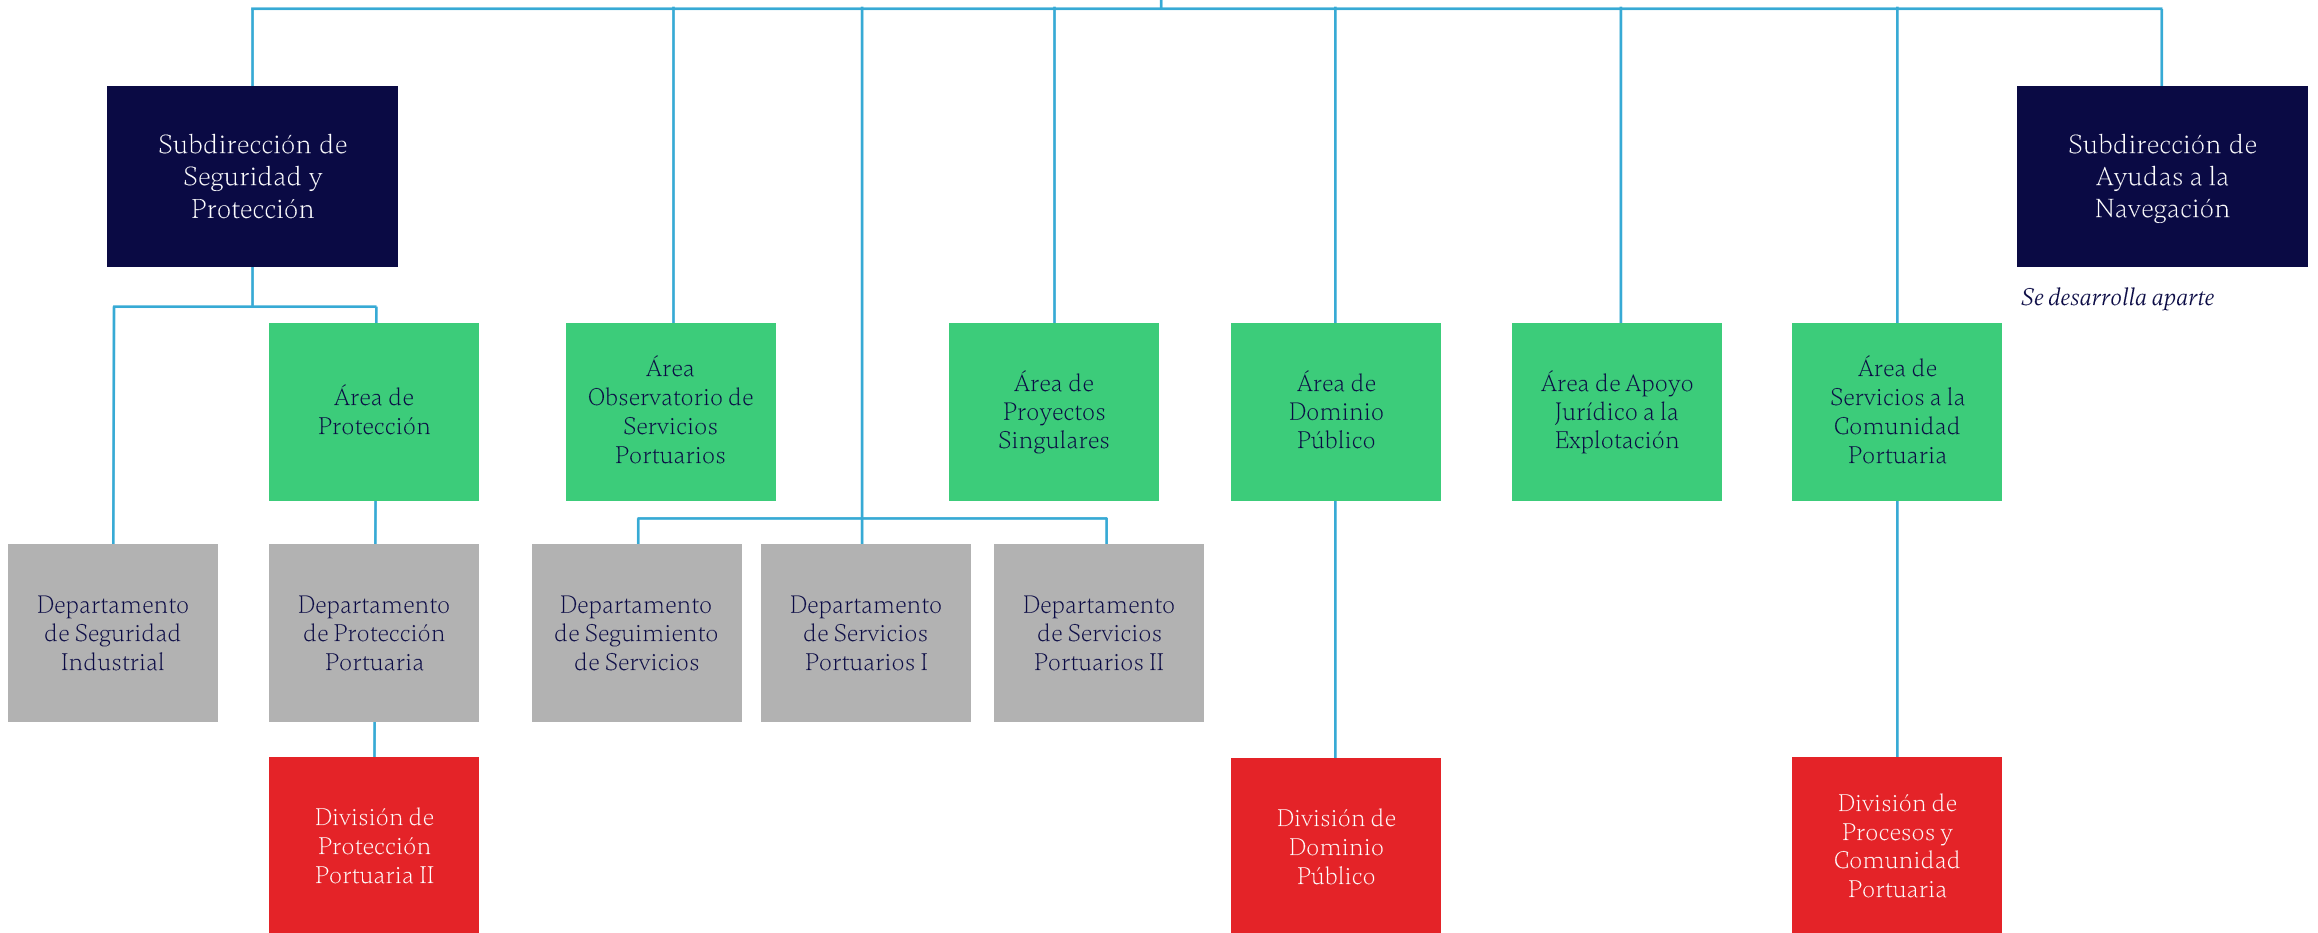 Subdirección de
Seguridad y
Protección
Subdirección de
Ayudas a la
Navegación
Se desarrolla aparte
Área de
Protección
Área
Observatorio de
Servicios
Portuarios
Área de
Proyectos
Singulares
Área de
Dominio
Público
Área de Apoyo
Jurídico a la
Explotación
Área de
Servicios a la
Comunidad
Portuaria
Departamento
de Seguridad
Industrial
Departamento
de Protección
Portuaria
Departamento
de Seguimiento
de Servicios
Departamento
de Servicios
Portuarios I
Departamento
de Servicios
Portuarios II
División de
Protección
Portuaria II
División de
Dominio
Público
División de
Procesos y
Comunidad
Portuaria